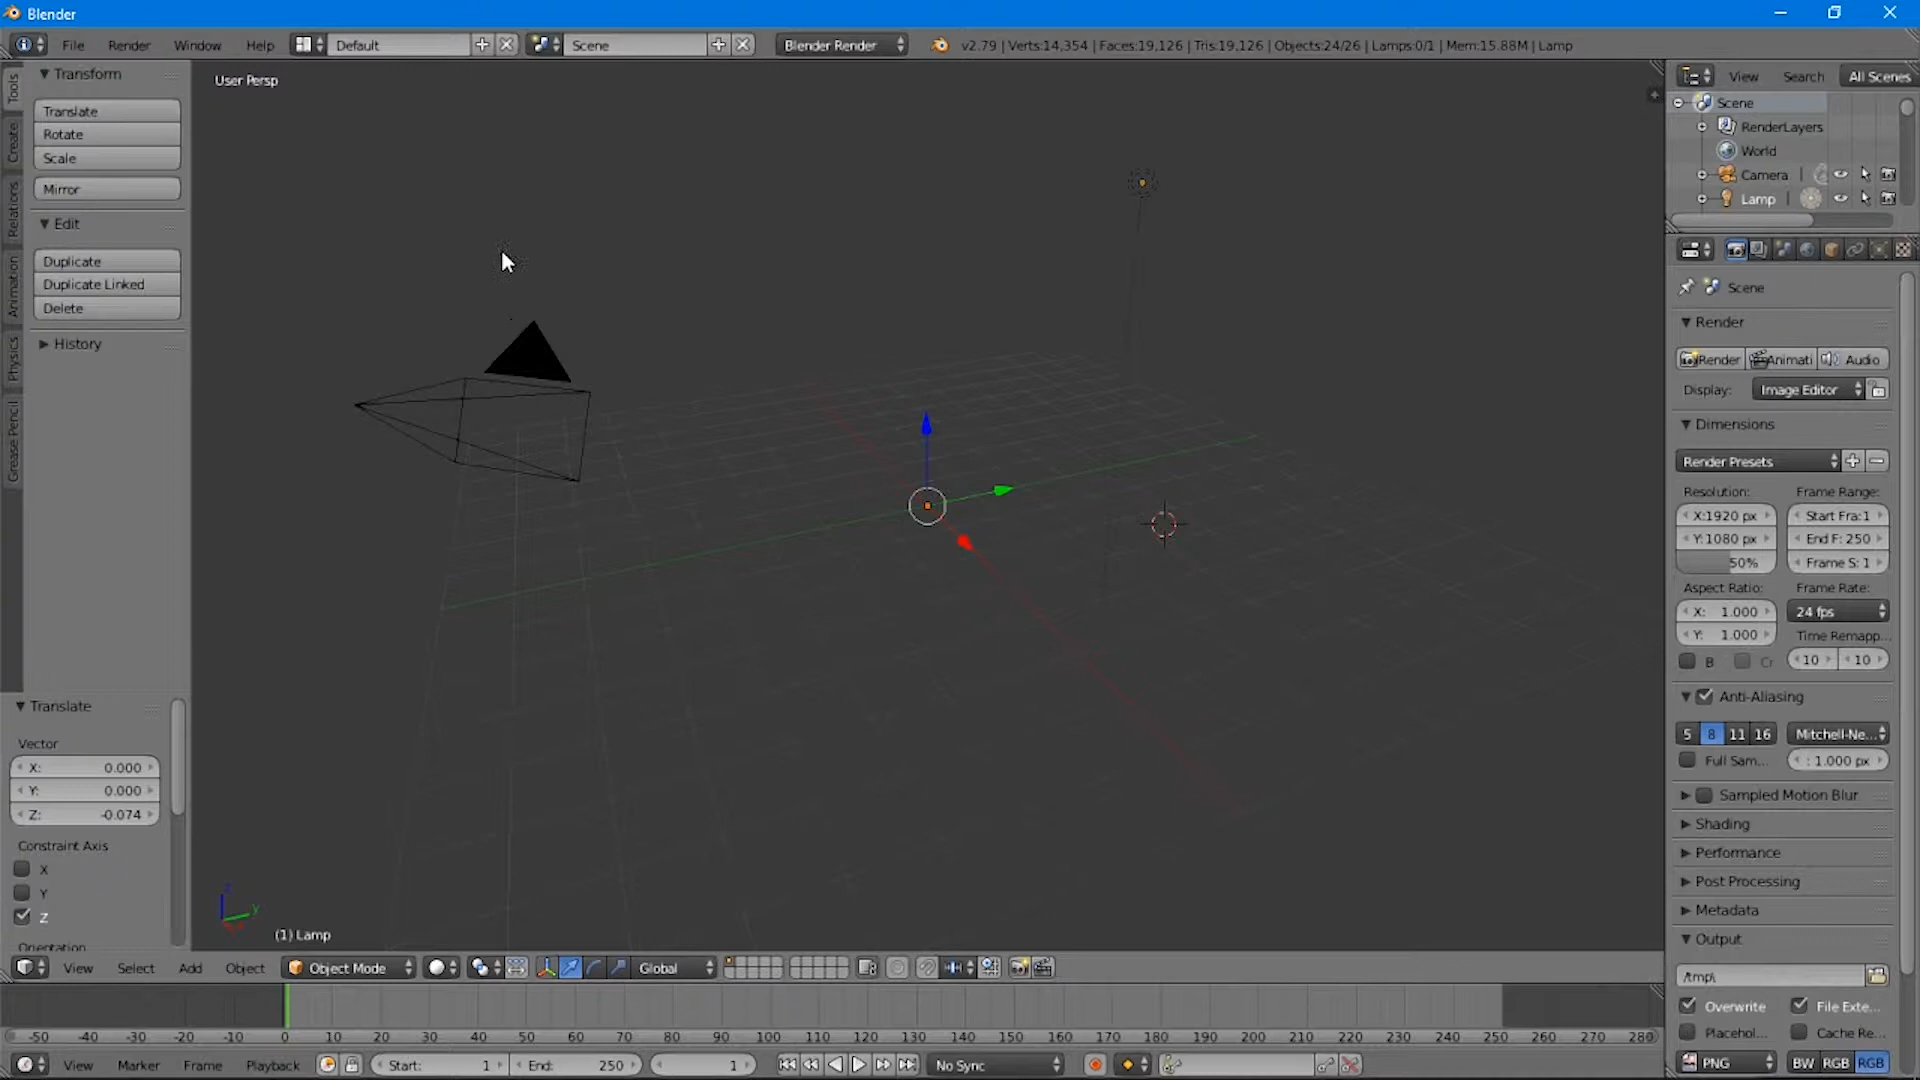 Blender
File Render Window Help Default Scene Blender Render v2.79 | Verts:14,354 | Faces:19,126 | Tris:19,126 | Objects:24/26 | Lamps:0/1 | Mem:15.88M | Lamp
Tools
Create
Relations
Animation
Physics
Grease Pencil
Transform
Translate
Rotate
Scale
Mirror
Edit
Duplicate
Duplicate Linked
Delete
History
Translate
Vector
X: 0.000
Y: 0.000
Z: -0.074
Constraint Axis
X
Y
Z
Orientation
User Persp
(1) Lamp
View Select Add Object Object Mode Global
-50 -40 -30 -20 -10 0 10 20 30 40 50 60 70 80 90 100 110 120 130 140 150 160 170 180 190 200 210 220 230 240 250 260 270 280
View Marker Frame Playback Start: 1 End: 250 1 No Sync
View Search All Scenes
Scene
RenderLayers
World
Camera
Lamp
Scene
Render
Render Animati Audio
Display: Image Editor
Dimensions
Render Presets
Resolution: Frame Range:
X:1920 px Start Fra:1
Y:1080 px End F: 250
50% Frame S: 1
Aspect Ratio: Frame Rate:
X: 1.000 24 fps
Y: 1.000 Time Remapp...
B Cr 10 10
Anti-Aliasing
5 8 11 16 Mitchell-Ne...
Full Sam... : 1.000 px
Sampled Motion Blur
Shading
Performance
Post Processing
Metadata
Output
/tmp\
Overwrite File Exte...
Placehol... Cache Re...
PNG BW RGB RGB